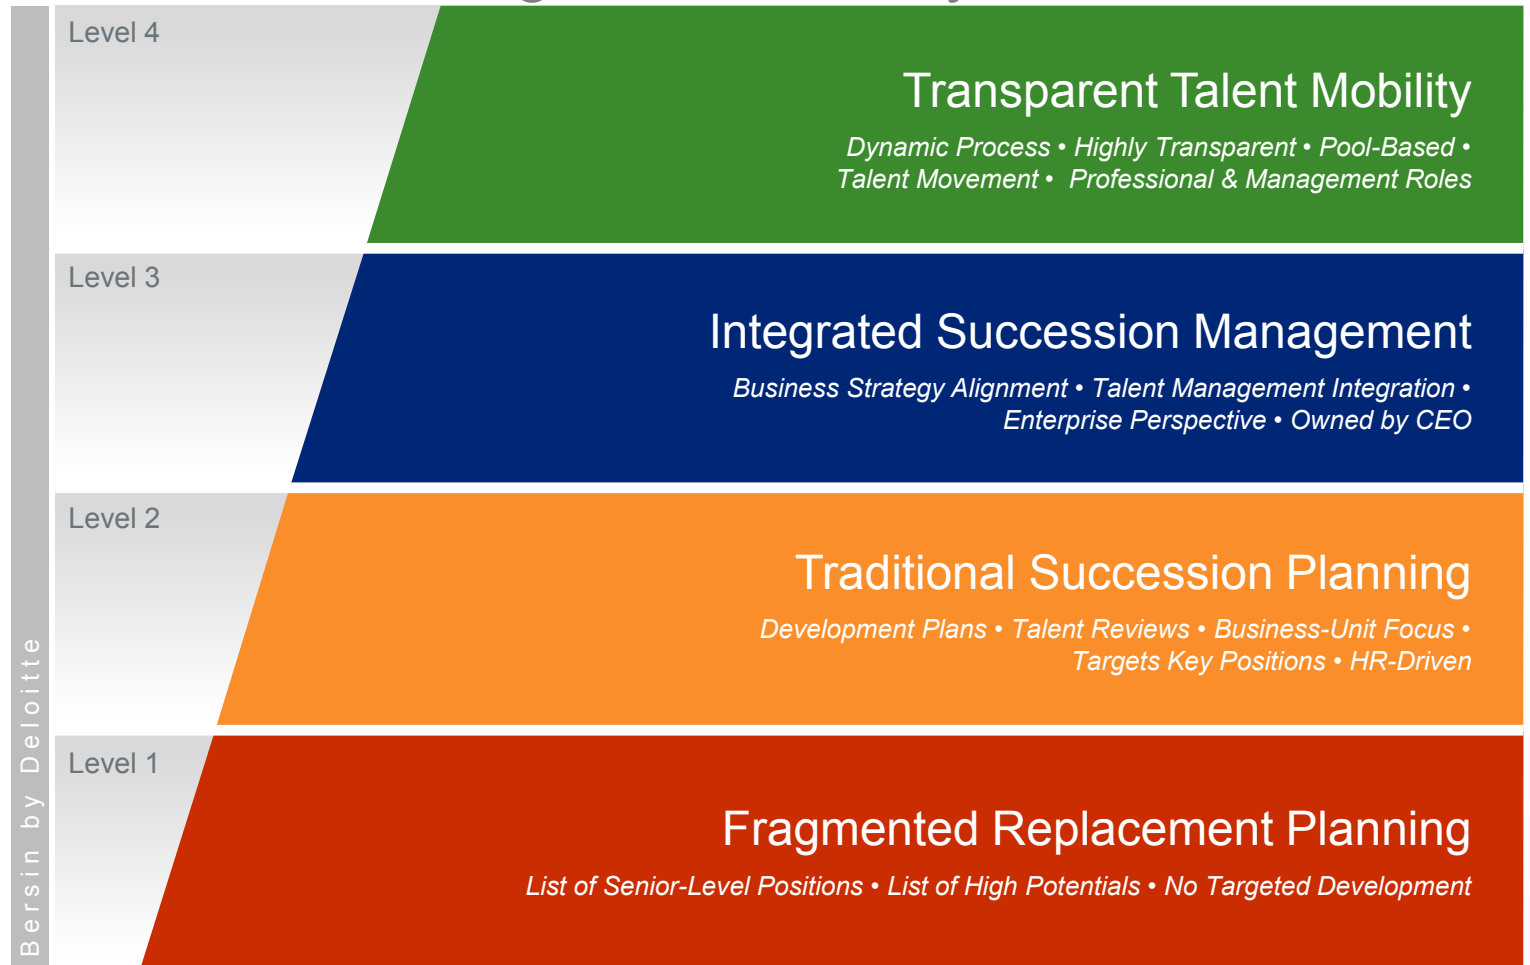 Level 4
Transparent Talent Mobility
Dynamic Process • Highly Transparent • Pool-Based •
Talent Movement • Professional & Management Roles
Level 3
Integrated Succession Management
Business Strategy Alignment • Talent Management Integration •
Enterprise Perspective • Owned by CEO
Level 2
Traditional Succession Planning
Development Plans • Talent Reviews • Business-Unit Focus •
Targets Key Positions • HR-Driven
Level 1
Fragmented Replacement Planning
List of Senior-Level Positions • List of High Potentials • No Targeted Development
Bersin by Deloitte